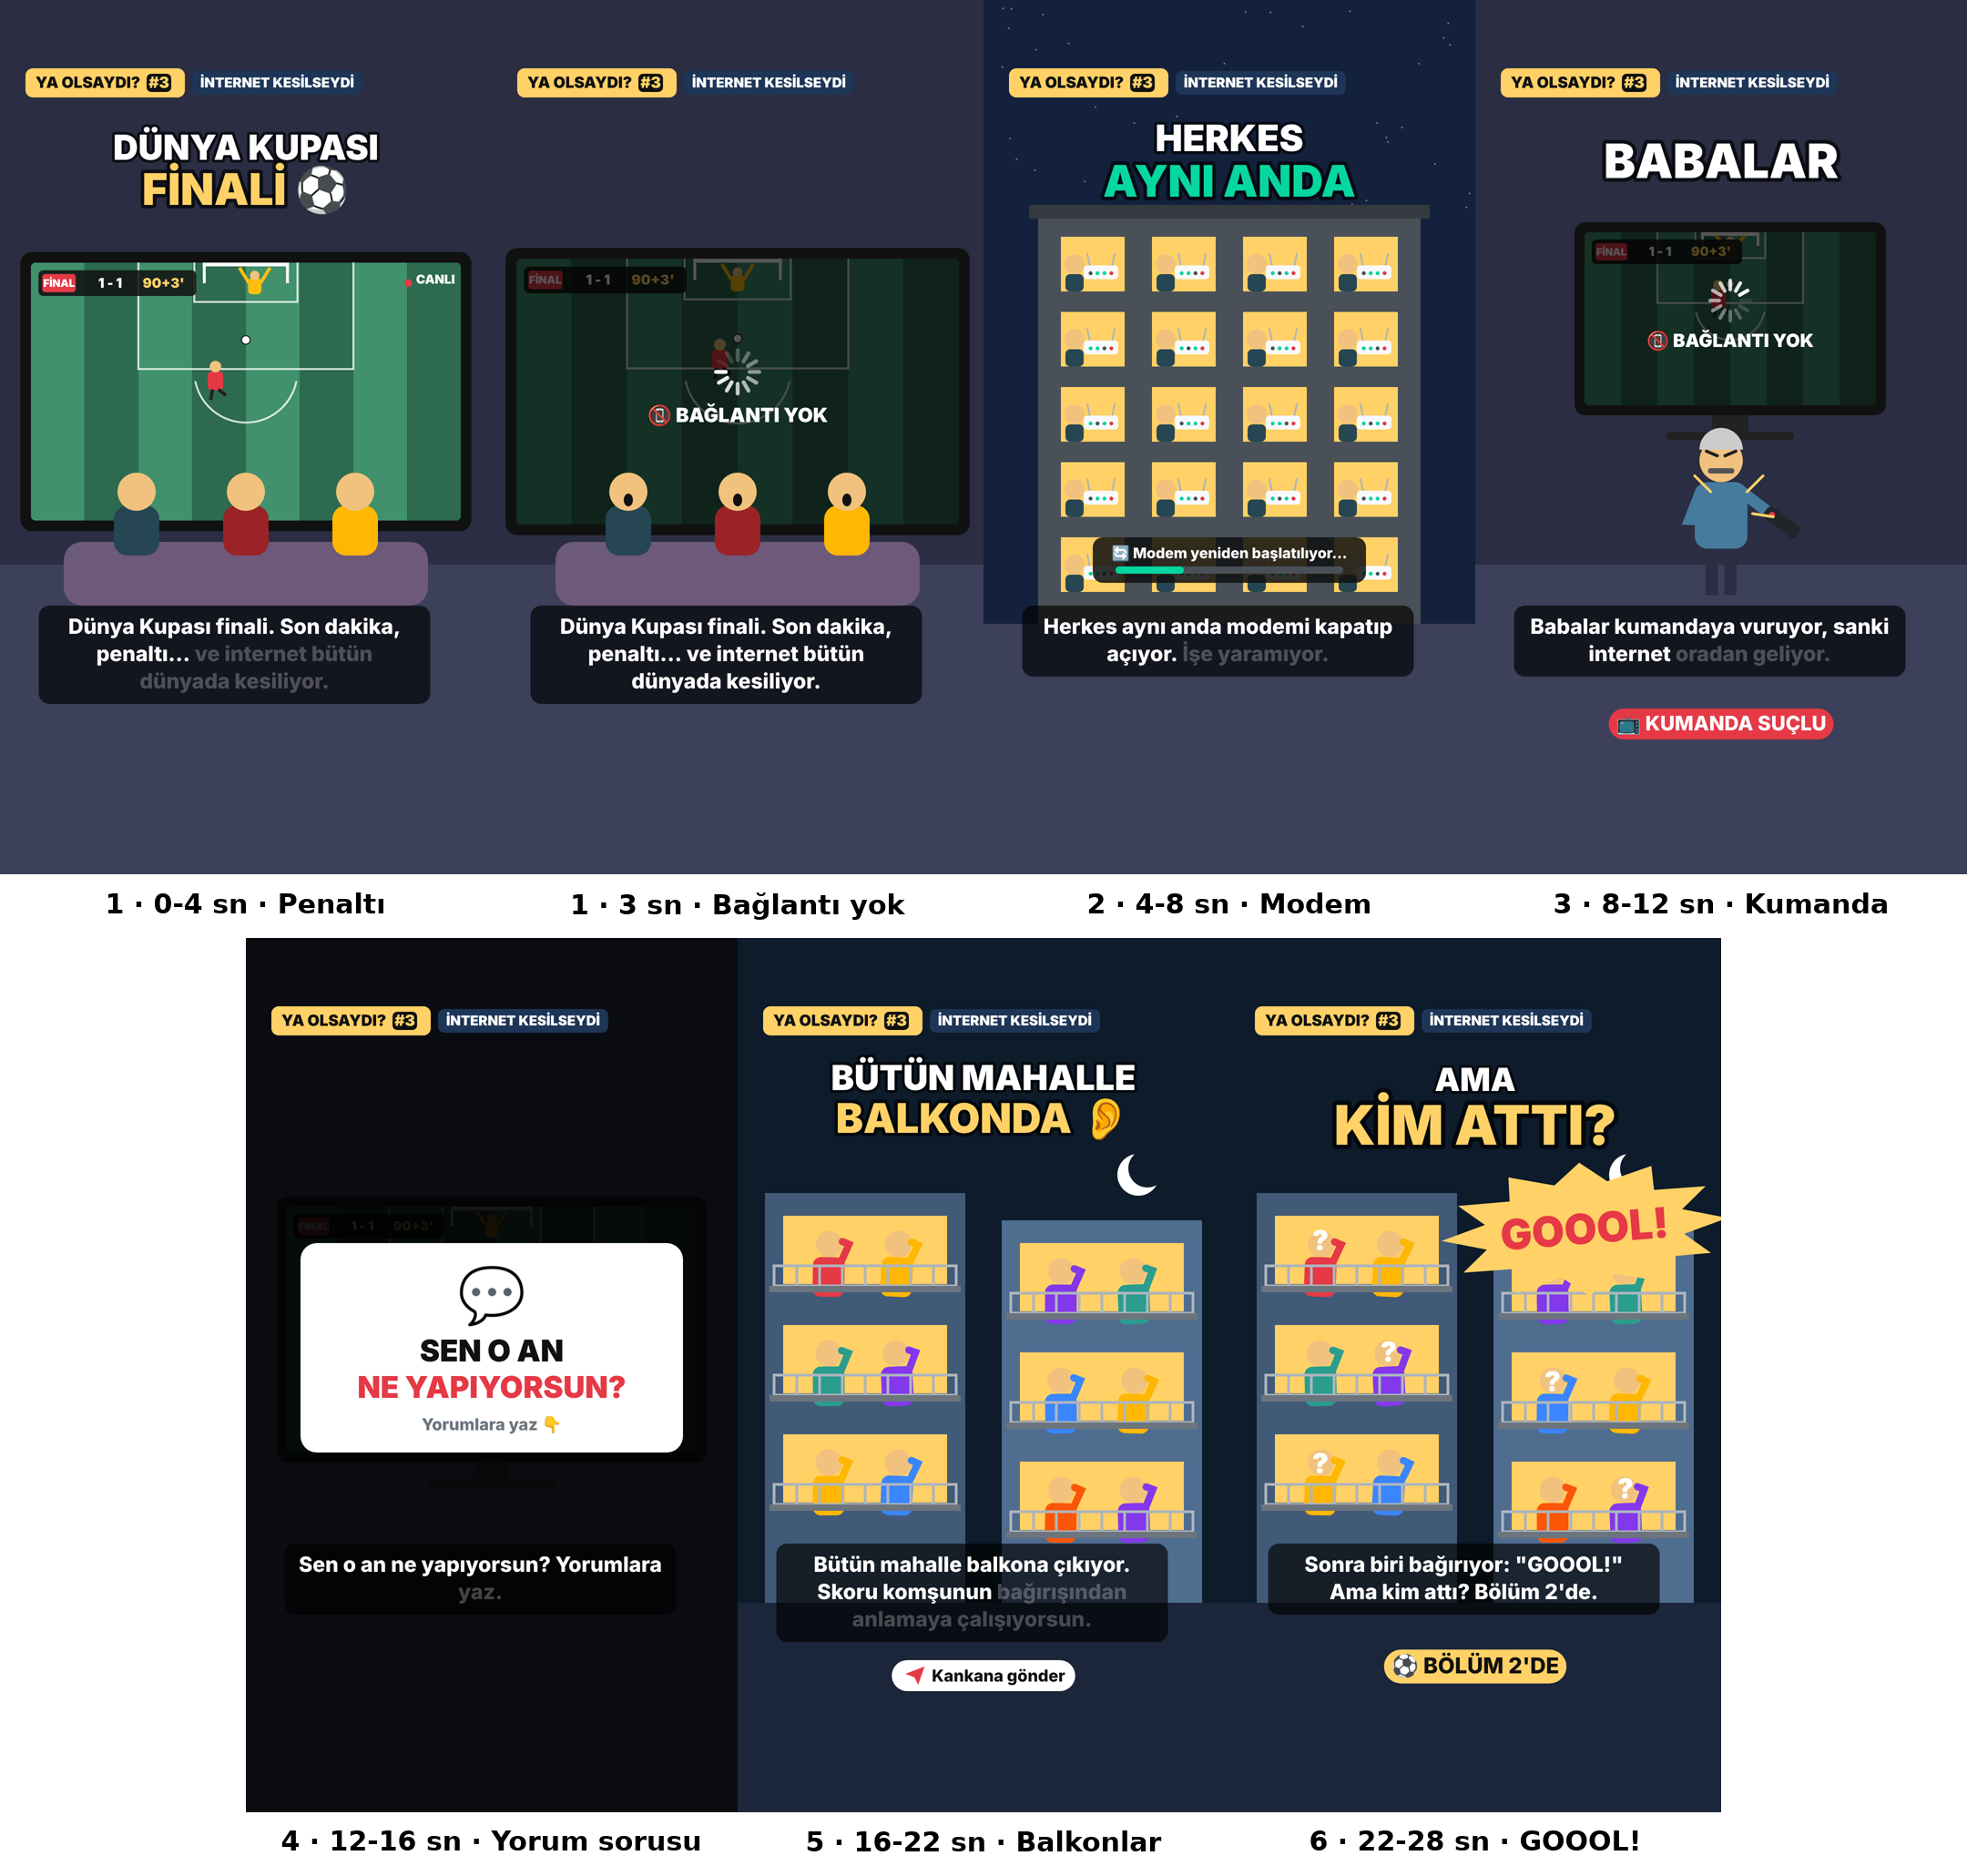 YA OLSAYDI? #3 İNTERNET KESİLSEYDİ
DÜNYA KUPASI
FİNALİ
FİNAL 1-1 90+3' CANLI
Dünya Kupası finali. Son dakika,
penaltı... ve internet bütün
dünyada kesiliyor.
1 · 0-4 sn · Penaltı
YA OLSAYDI? #3 İNTERNET KESİLSEYDİ
FİNAL 1-1 90+3'
BAĞLANTI YOK
Dünya Kupası finali. Son dakika,
penaltı... ve internet bütün
dünyada kesiliyor.
1 · 3 sn · Bağlantı yok
YA OLSAYDI? #3 İNTERNET KESİLSEYDİ
HERKES
AYNI ANDA
Modem yeniden başlatılıyor...
Herkes aynı anda modemi kapatıp
açıyor. İşe yaramıyor.
2 · 4-8 sn · Modem
YA OLSAYDI? #3 İNTERNET KESİLSEYDİ
BABALAR
FİNAL 1-1 90+3'
BAĞLANTI YOK
Babalar kumandaya vuruyor, sanki
internet oradan geliyor.
KUMANDA SUÇLU
3 · 8-12 sn · Kumanda
YA OLSAYDI? #3 İNTERNET KESİLSEYDİ
FİNAL 1-1 90+3'
SEN O AN
NE YAPIYORSUN?
Yorumlara yaz
Sen o an ne yapıyorsun? Yorumlara
yaz.
4 · 12-16 sn · Yorum sorusu
YA OLSAYDI? #3 İNTERNET KESİLSEYDİ
BÜTÜN MAHALLE
BALKONDA
Bütün mahalle balkona çıkıyor.
Skoru komşunun bağırışından
anlamaya çalışıyorsun.
Kankana gönder
5 · 16-22 sn · Balkonlar
YA OLSAYDI? #3 İNTERNET KESİLSEYDİ
AMA
KİM ATTI?
GOOOL!
?
?
?
?
?
Sonra biri bağırıyor: "GOOOL!"
Ama kim attı? Bölüm 2'de.
BÖLÜM 2'DE
6 · 22-28 sn · GOOOL!